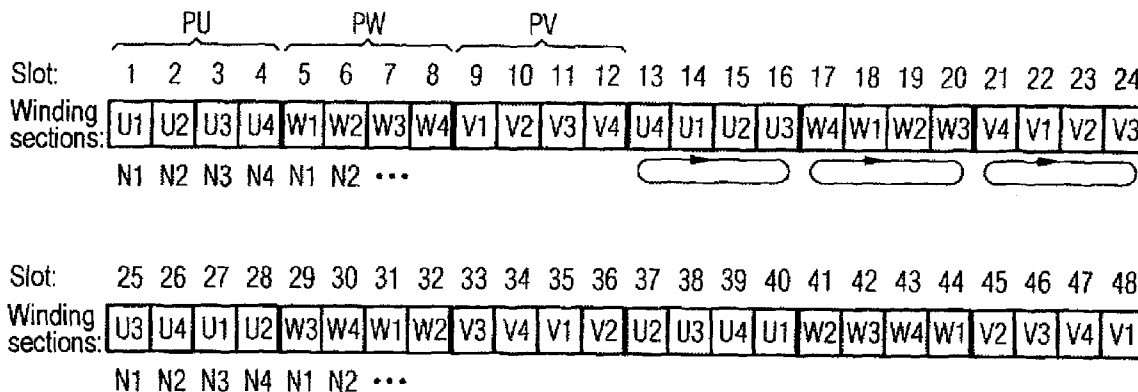 PU PW PV
Slot: 1 2 3 4 5 6 7 8 9 10 11 12 13 14 15 16 17 18 19 20 21 22 23 24
Winding sections: U1 U2 U3 U4 W1 W2 W3 W4 V1 V2 V3 V4 U4 U1 U2 U3 W4 W1 W2 W3 V4 V1 V2 V3
N1 N2 N3 N4 N1 N2 •••
Slot: 25 26 27 28 29 30 31 32 33 34 35 36 37 38 39 40 41 42 43 44 45 46 47 48
Winding sections: U3 U4 U1 U2 W3 W4 W1 W2 V3 V4 V1 V2 U2 U3 U4 U1 W2 W3 W4 W1 V2 V3 V4 V1
N1 N2 N3 N4 N1 N2 •••